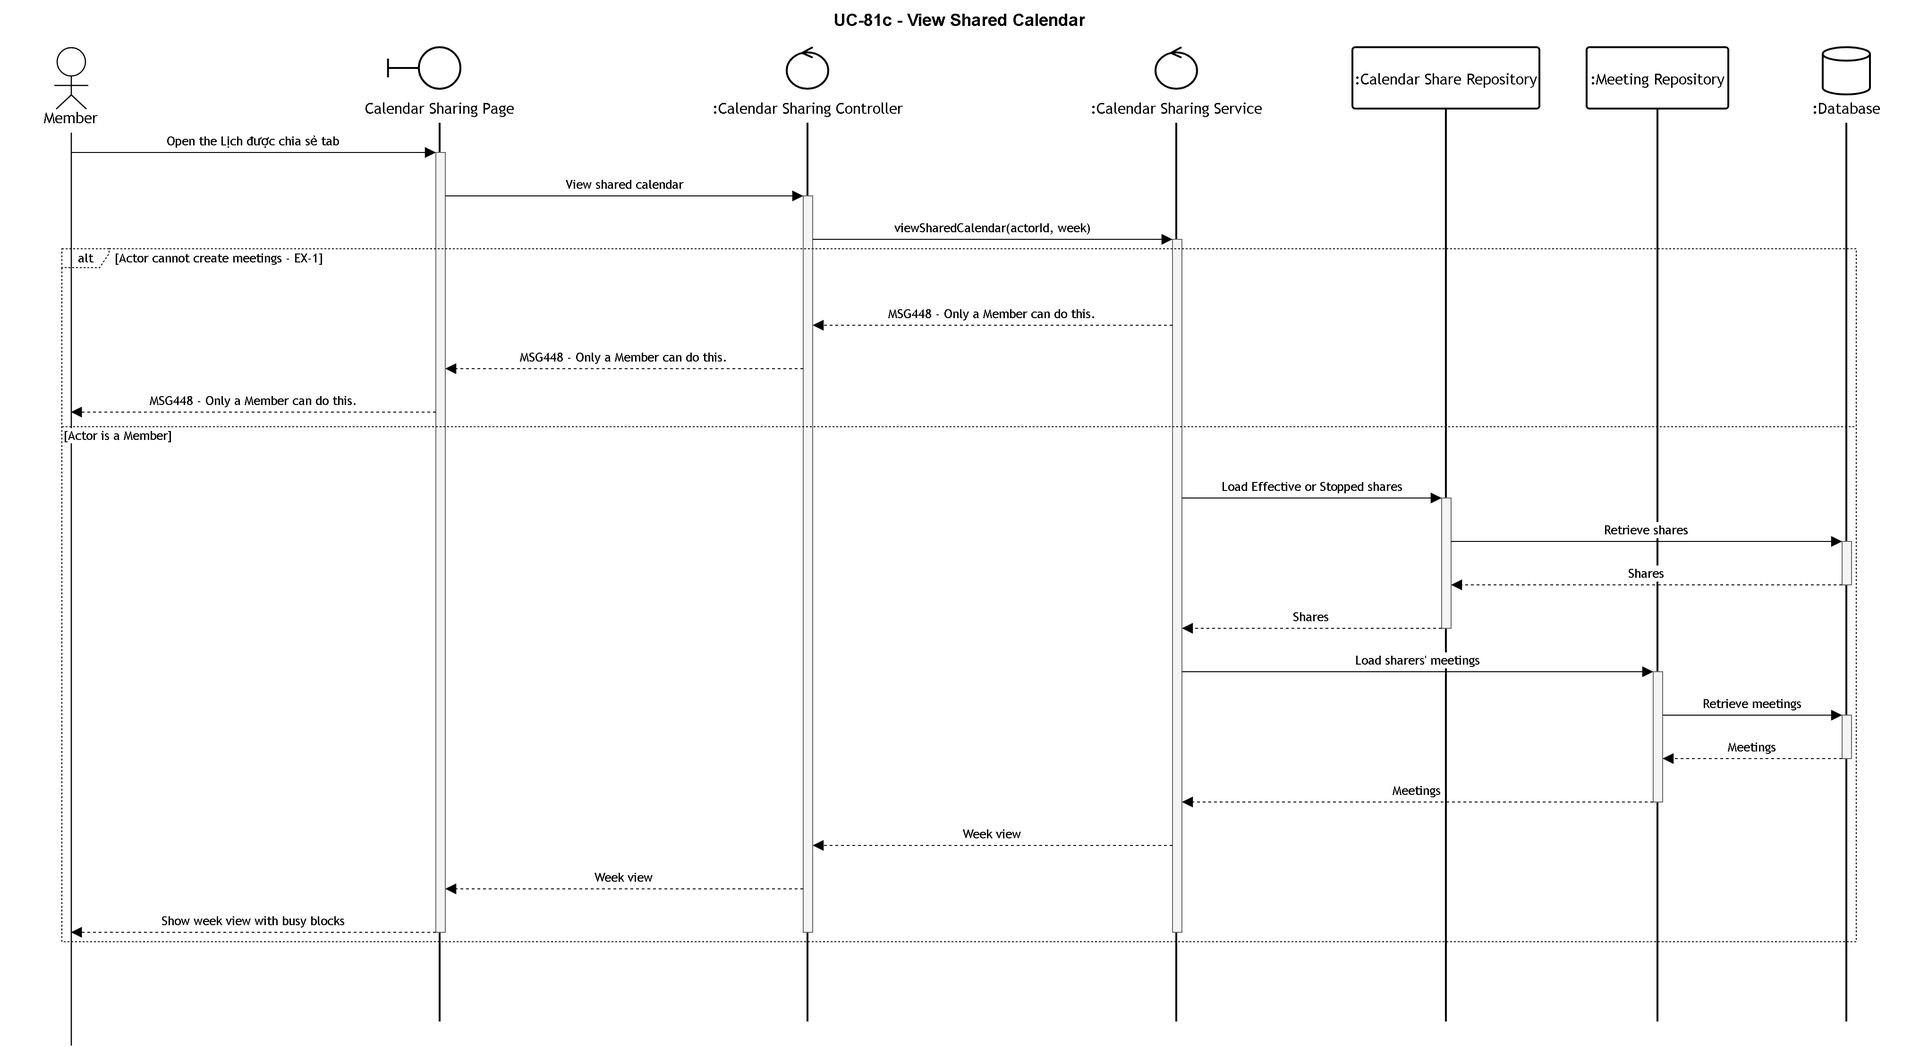 UC-81c - View Shared Calendar
Member
Calendar Sharing Page
:Calendar Sharing Controller
:Calendar Sharing Service
:Calendar Share Repository
:Meeting Repository
:Database
Open the Lịch được chia sẻ tab
View shared calendar
viewSharedCalendar(actorId, week)
alt [Actor cannot create meetings - EX-1]
MSG448 - Only a Member can do this.
MSG448 - Only a Member can do this.
MSG448 - Only a Member can do this.
[Actor is a Member]
Load Effective or Stopped shares
Retrieve shares
Shares
Shares
Load sharers' meetings
Retrieve meetings
Meetings
Meetings
Week view
Week view
Show week view with busy blocks